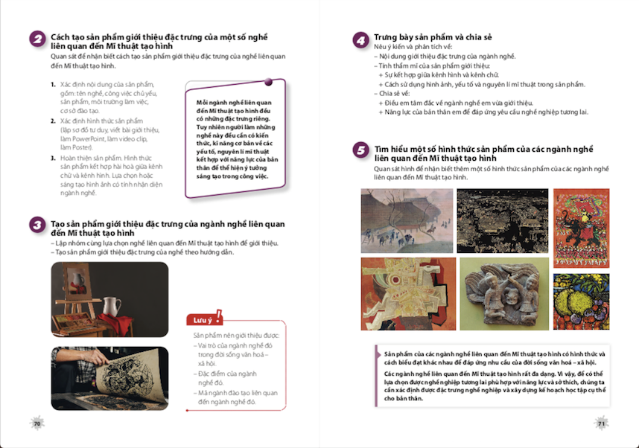 2 Cách tạo sản phẩm giới thiệu đặc trưng của một số nghề
liên quan đến Mĩ thuật tạo hình
Quan sát để nhận biết cách tạo sản phẩm giới thiệu đặc trưng của nghề liên quan
đến Mĩ thuật tạo hình.
1. Xác định nội dung của sản phẩm,
gồm: tên nghề, công việc chủ yếu,
sản phẩm, môi trường làm việc,
cơ sở đào tạo.
2. Xác định hình thức sản phẩm
(lập sơ đồ tư duy, viết bài giới thiệu,
làm PowerPoint, làm video clip,
làm Poster).
3. Hoàn thiện sản phẩm. Hình thức
sản phẩm kết hợp hài hoà giữa kênh
chữ và kênh hình. Lựa chọn hoặc
sáng tạo hình ảnh có tính nhận diện
ngành nghề.
Mỗi ngành nghề liên quan
đến Mĩ thuật tạo hình đều
có những đặc trưng riêng.
Tuy nhiên người làm những
nghề này đều cần có kiến
thức, kĩ năng cơ bản về các
yếu tố, nguyên lí mĩ thuật
kết hợp với năng lực của bản
thân để thể hiện ý tưởng
sáng tạo trong công việc.
3 Tạo sản phẩm giới thiệu đặc trưng của ngành nghề liên quan
đến Mĩ thuật tạo hình
– Lập nhóm cùng lựa chọn nghề liên quan đến Mĩ thuật tạo hình để giới thiệu.
– Tạo sản phẩm giới thiệu đặc trưng của nghề theo hướng dẫn.
Lưu ý !
Sản phẩm nên giới thiệu được:
– Vai trò của ngành nghề đó
trong đời sống văn hoá –
xã hội.
– Đặc điểm của ngành
nghề đó.
– Mã ngành đào tạo liên quan
đến ngành nghề đó.
70
4 Trưng bày sản phẩm và chia sẻ
Nêu ý kiến và phân tích về:
– Nội dung giới thiệu đặc trưng của ngành nghề.
– Tính thẩm mĩ của sản phẩm giới thiệu:
+ Sự kết hợp giữa kênh hình và kênh chữ.
+ Cách sử dụng hình ảnh, yếu tố và nguyên lí mĩ thuật trong sản phẩm.
– Chia sẻ về:
+ Điều em tâm đắc về ngành nghề em vừa giới thiệu.
+ Năng lực của bản thân em để đáp ứng yêu cầu nghề nghiệp tương lai.
5 Tìm hiểu một số hình thức sản phẩm của các ngành nghề
liên quan đến Mĩ thuật tạo hình
Quan sát hình để nhận biết thêm một số hình thức sản phẩm của các ngành nghề
liên quan đến Mĩ thuật tạo hình.
Sản phẩm của các ngành nghề liên quan đến Mĩ thuật tạo hình có hình thức và
cách biểu đạt khác nhau để đáp ứng nhu cầu của đời sống văn hoá – xã hội.
Các ngành nghề liên quan đến Mĩ thuật tạo hình rất đa dạng. Vì vậy, để có thể
lựa chọn được nghề nghiệp tương lai phù hợp với năng lực và sở thích, chúng ta
cần xác định được đặc trưng nghề nghiệp và xây dựng kế hoạch học tập cụ thể
cho bản thân.
71